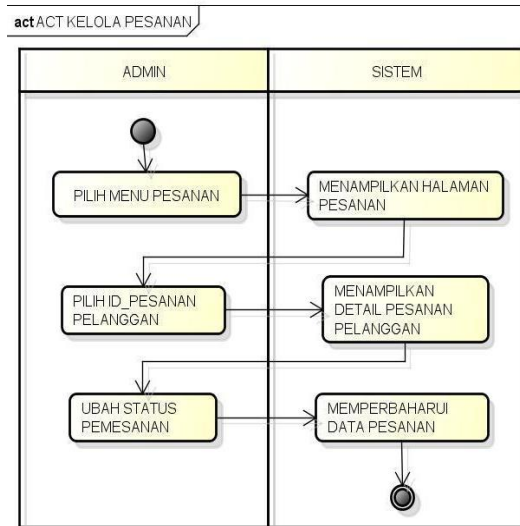 act ACT KELOLA PESANAN
ADMIN
SISTEM
PILIH MENU PESANAN
MENAMPILKAN HALAMAN
PESANAN
PILIH ID_PESANAN
PELANGGAN
MENAMPILKAN
DETAIL PESANAN
PELANGGAN
UBAH STATUS
PEMESANAN
MEMPERBAHARUI
DATA PESANAN